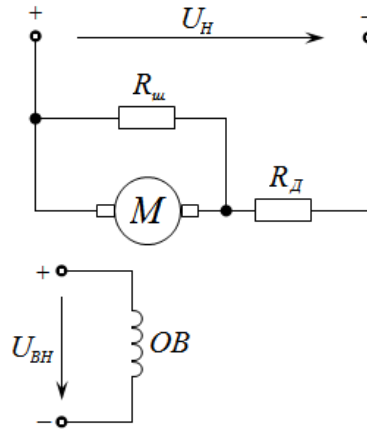 + U_Н −
R_ш
M R_Д
+
U_ВН ОВ
−